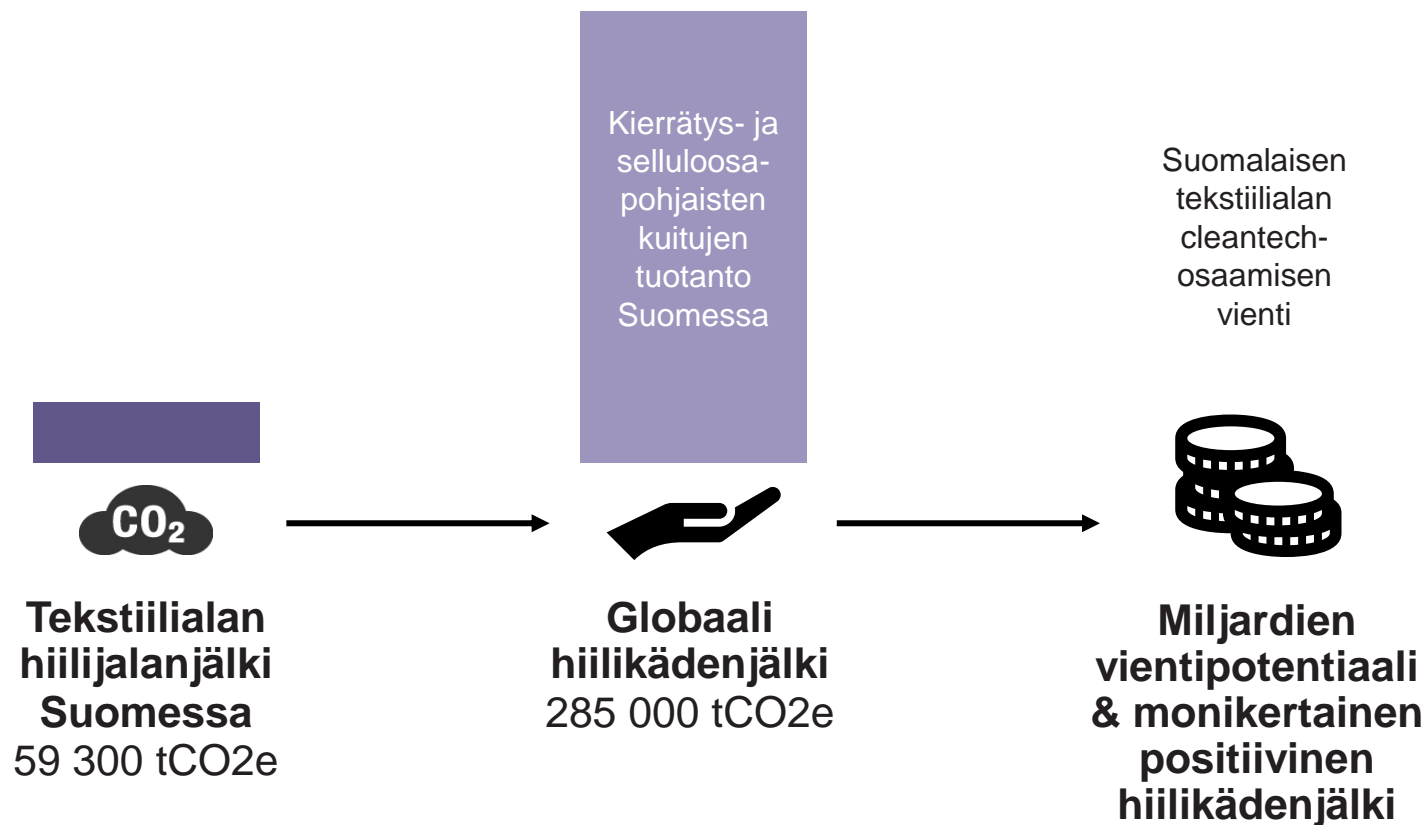 Kierrätys- ja
selluloosa-
pohjaisten
kuitujen
tuotanto
Suomessa
Suomalaisen
tekstiilialan
cleantech-
osaamisen
vienti
CO₂
Tekstiilialan
hiilijalanjälki
Suomessa
59 300 tCO2e
Globaali
hiilikädenjälki
285 000 tCO2e
Miljardien
vientipotentiaali
& monikertainen
positiivinen
hiilikädenjälki